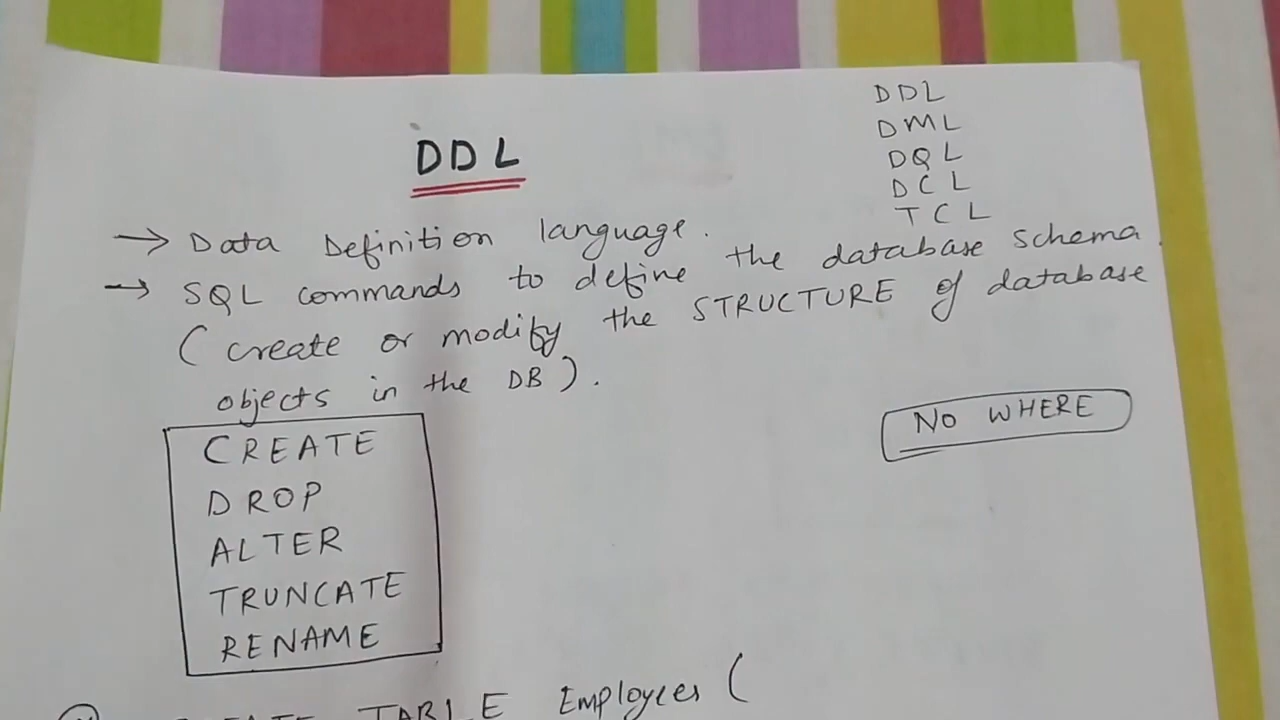 DDL
DML
DQL
DCL
TCL
DDL
→ Data Definition language.
→ SQL commands to define the database schema.
(create or modify the STRUCTURE of database
objects in the DB).
NO WHERE
CREATE
DROP
ALTER
TRUNCATE
RENAME
TABLE Employees (